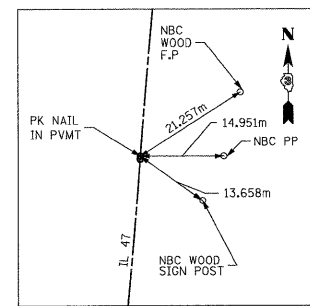 NBC
WOOD
F.P
N
21.257m
PK NAIL
IN PVMT
14.951m
NBC PP
13.658m
IL 47
NBC WOOD
SIGN POST